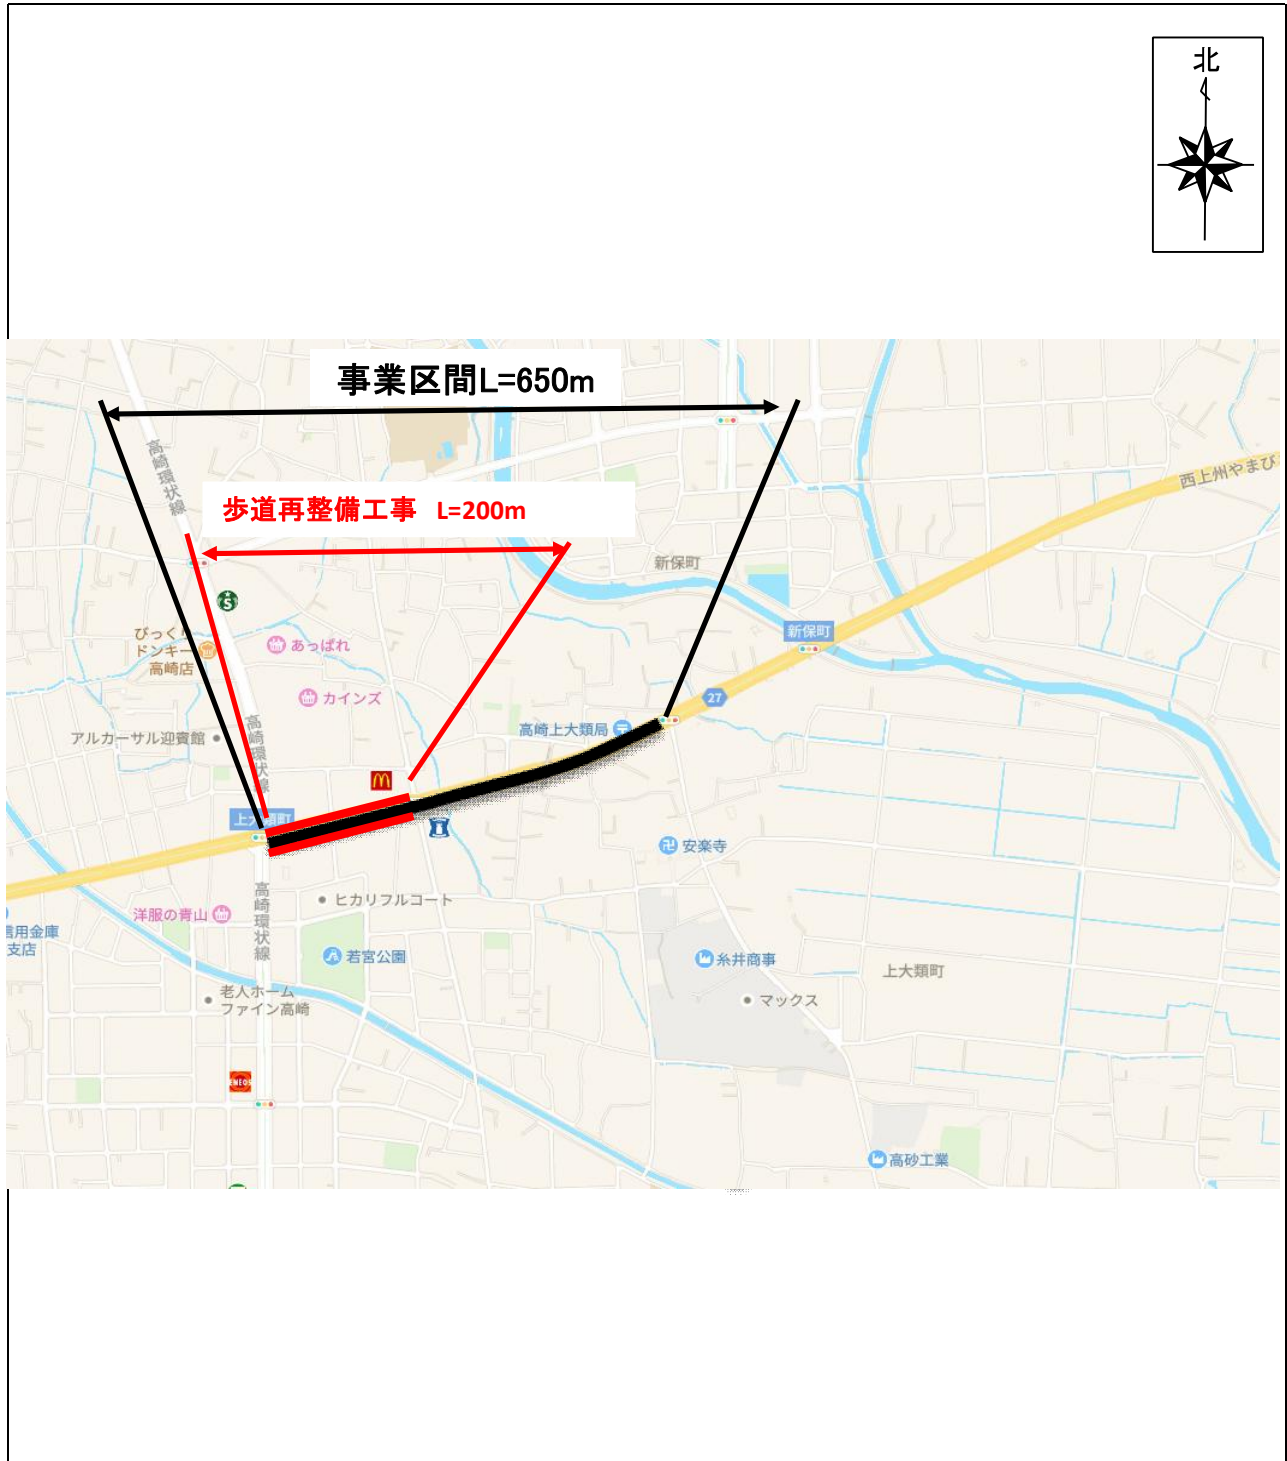 北
事業区間L=650m
高崎環状線
西上州やまび
歩道再整備工事 L=200m
新保町
びっくり
ドンキー
高崎店
あっぱれ
新保町
カインズ
27
高崎環状線
高崎上大類局
アルカーサル迎賓館
上大類町
安楽寺
高崎環状線
ヒカリフルコート
洋服の青山
信用金庫
支店
若宮公園
糸井商事
上大類町
老人ホーム
ファイン高崎
マックス
ENEOS
高砂工業